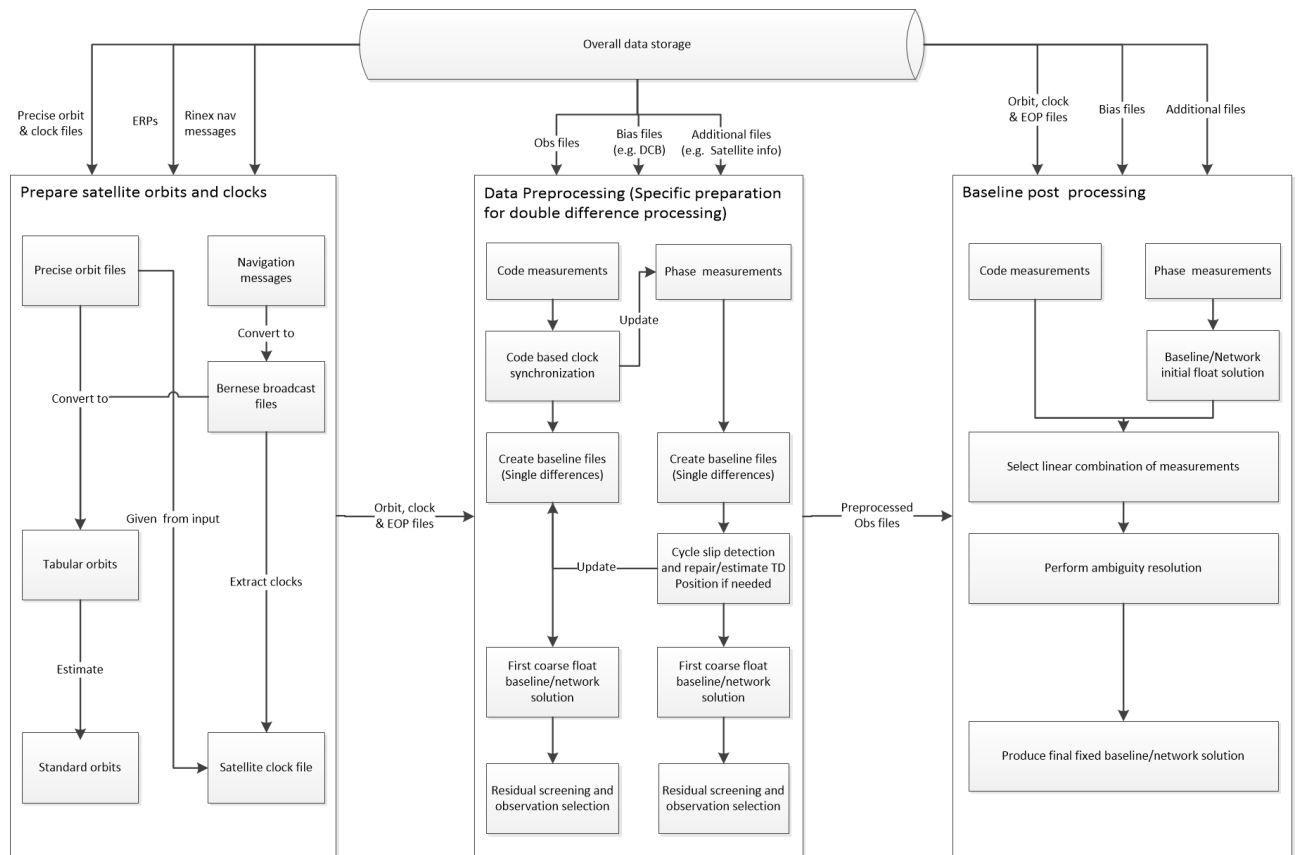 Overall data storage
Precise orbit
& clock files
ERPs
Rinex nav
messages
Obs files
Bias files
(e.g. DCB)
Additional files
(e.g. Satellite info)
Orbit, clock
& EOP files
Bias files
Additional
files
Prepare satellite orbits and clocks
Precise orbit files
Navigation
messages
Convert to
Bernese broadcast
files
Convert to
Given from input
Tabular orbits
Extract clocks
Estimate
Standard orbits
Satellite clock file
Orbit, clock
& EOP files
Data Preprocessing (Specific preparation
for double difference processing)
Code measurements
Phase measurements
Update
Code based clock
synchronization
Create baseline files
(Single differences)
Create baseline files
(Single differences)
Cycle slip detection
and repair/estimate TD
Position if needed
Update
First coarse float
baseline/network
solution
First coarse float
baseline/network
solution
Residual screening and
observation selection
Residual screening and
observation selection
Preprocessed
Obs files
Baseline post processing
Code measurements
Phase measurements
Baseline/Network
initial float solution
Select linear combination of measurements
Perform ambiguity resolution
Produce final fixed baseline/network solution